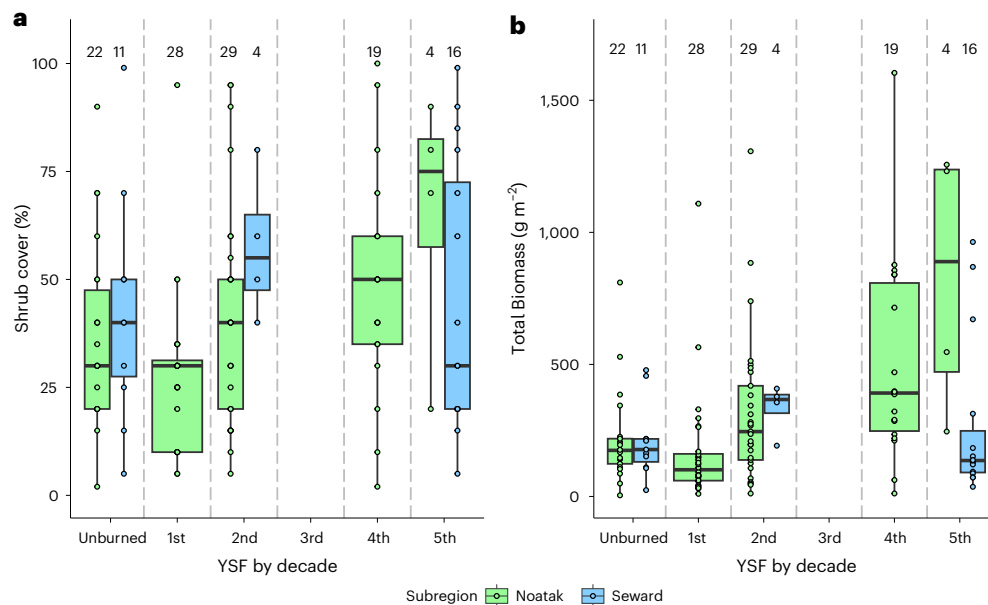 a
22 11 28 29 4 19 4 16
100
75
50
25
0
Shrub cover (%)
Unburned 1st 2nd 3rd 4th 5th
YSF by decade
b
22 11 28 29 4 19 4 16
1,500
1,000
500
0
Total Biomass (g m−2)
Unburned 1st 2nd 3rd 4th 5th
YSF by decade
Subregion Noatak Seward